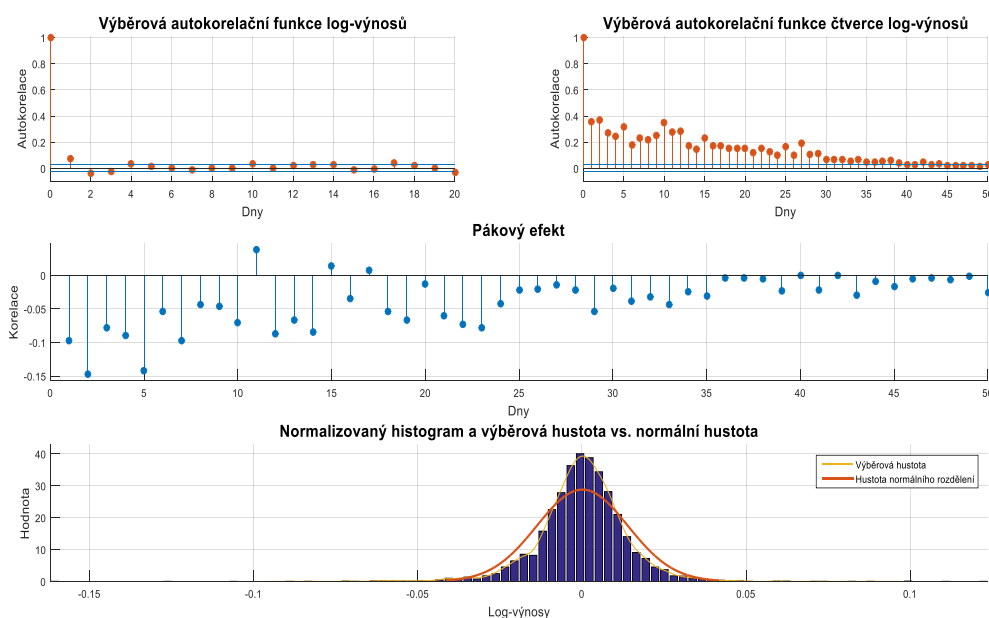 Výběrová autokorelační funkce log-výnosů
Autokorelace
1
0.8
0.6
0.4
0.2
0
0 2 4 6 8 10 12 14 16 18 20
Dny
Výběrová autokorelační funkce čtverce log-výnosů
Autokorelace
1
0.8
0.6
0.4
0.2
0
0 5 10 15 20 25 30 35 40 45 50
Dny
Pákový efekt
Korelace
0
-0.05
-0.1
-0.15
0 5 10 15 20 25 30 35 40 45 50
Dny
Normalizovaný histogram a výběrová hustota vs. normální hustota
Hodnota
40
30
20
10
0
Výběrová hustota
Hustota normálního rozdělení
-0.15 -0.1 -0.05 0 0.05 0.1
Log-výnosy